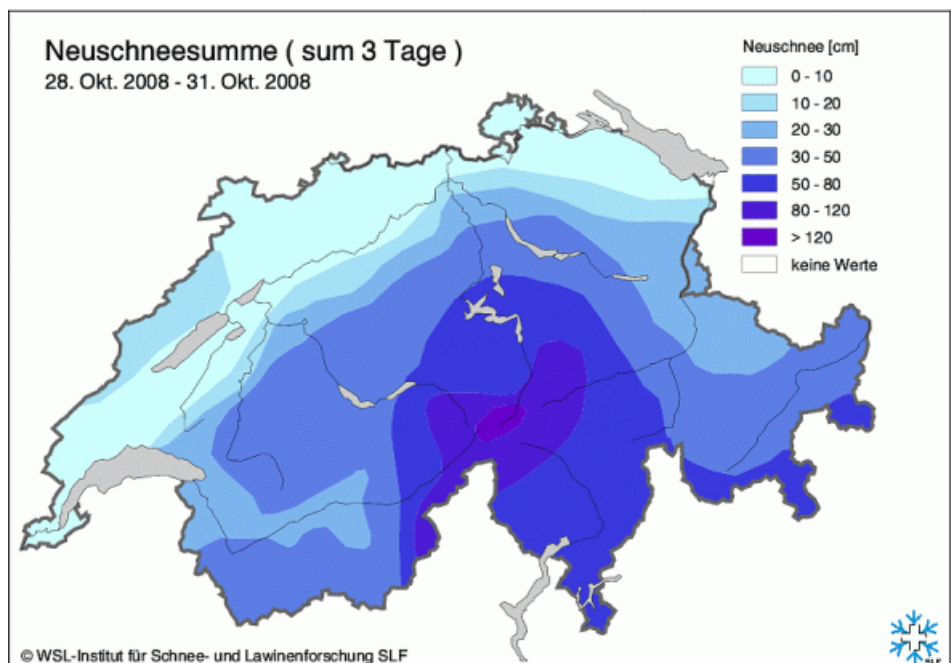 Neuschneesumme ( sum 3 Tage )
28. Okt. 2008 - 31. Okt. 2008
Neuschnee [cm]
0 - 10
10 - 20
20 - 30
30 - 50
50 - 80
80 - 120
> 120
keine Werte
© WSL-Institut für Schnee- und Lawinenforschung SLF